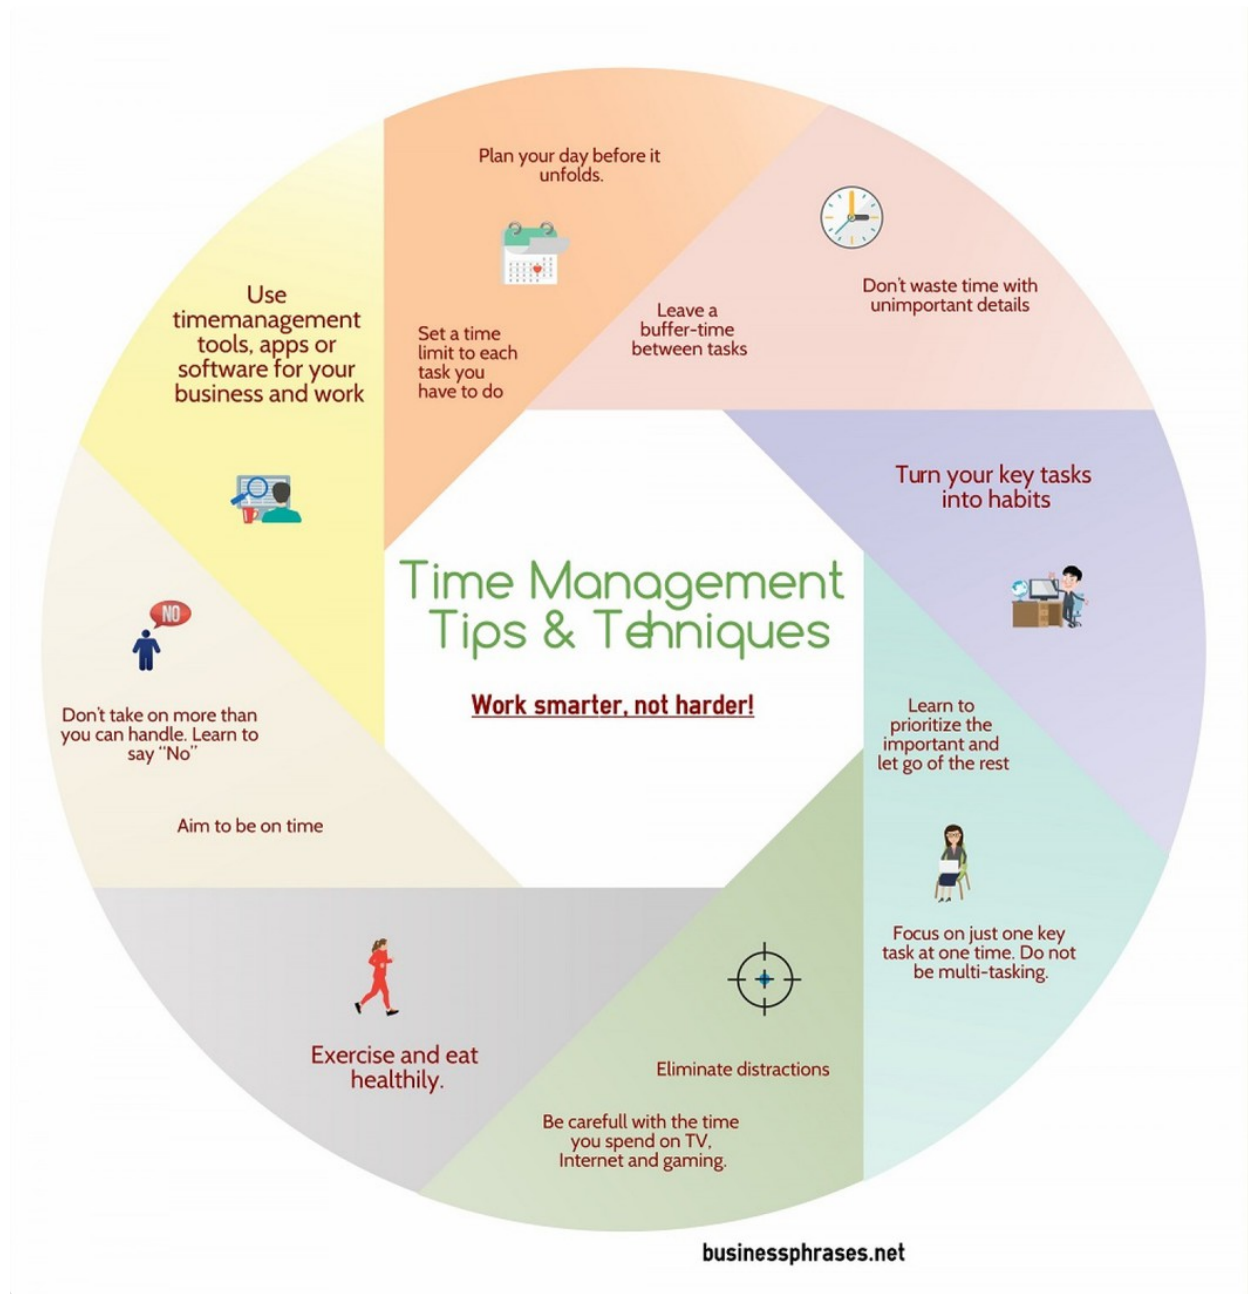 Plan your day before it
unfolds.
Set a time
limit to each
task you
have to do
Leave a
buffer-time
between tasks
Don't waste time with
unimportant details
Turn your key tasks
into habits
Learn to
prioritize the
important and
let go of the rest
Focus on just one key
task at one time. Do not
be multi-tasking.
Eliminate distractions
Be carefull with the time
you spend on TV,
Internet and gaming.
Exercise and eat
healthily.
NO
Don't take on more than
you can handle. Learn to
say “No”
Aim to be on time
Use
timemanagement
tools, apps or
software for your
business and work
Time Management
Tips & Tehniques
Work smarter, not harder!
businessphrases.net